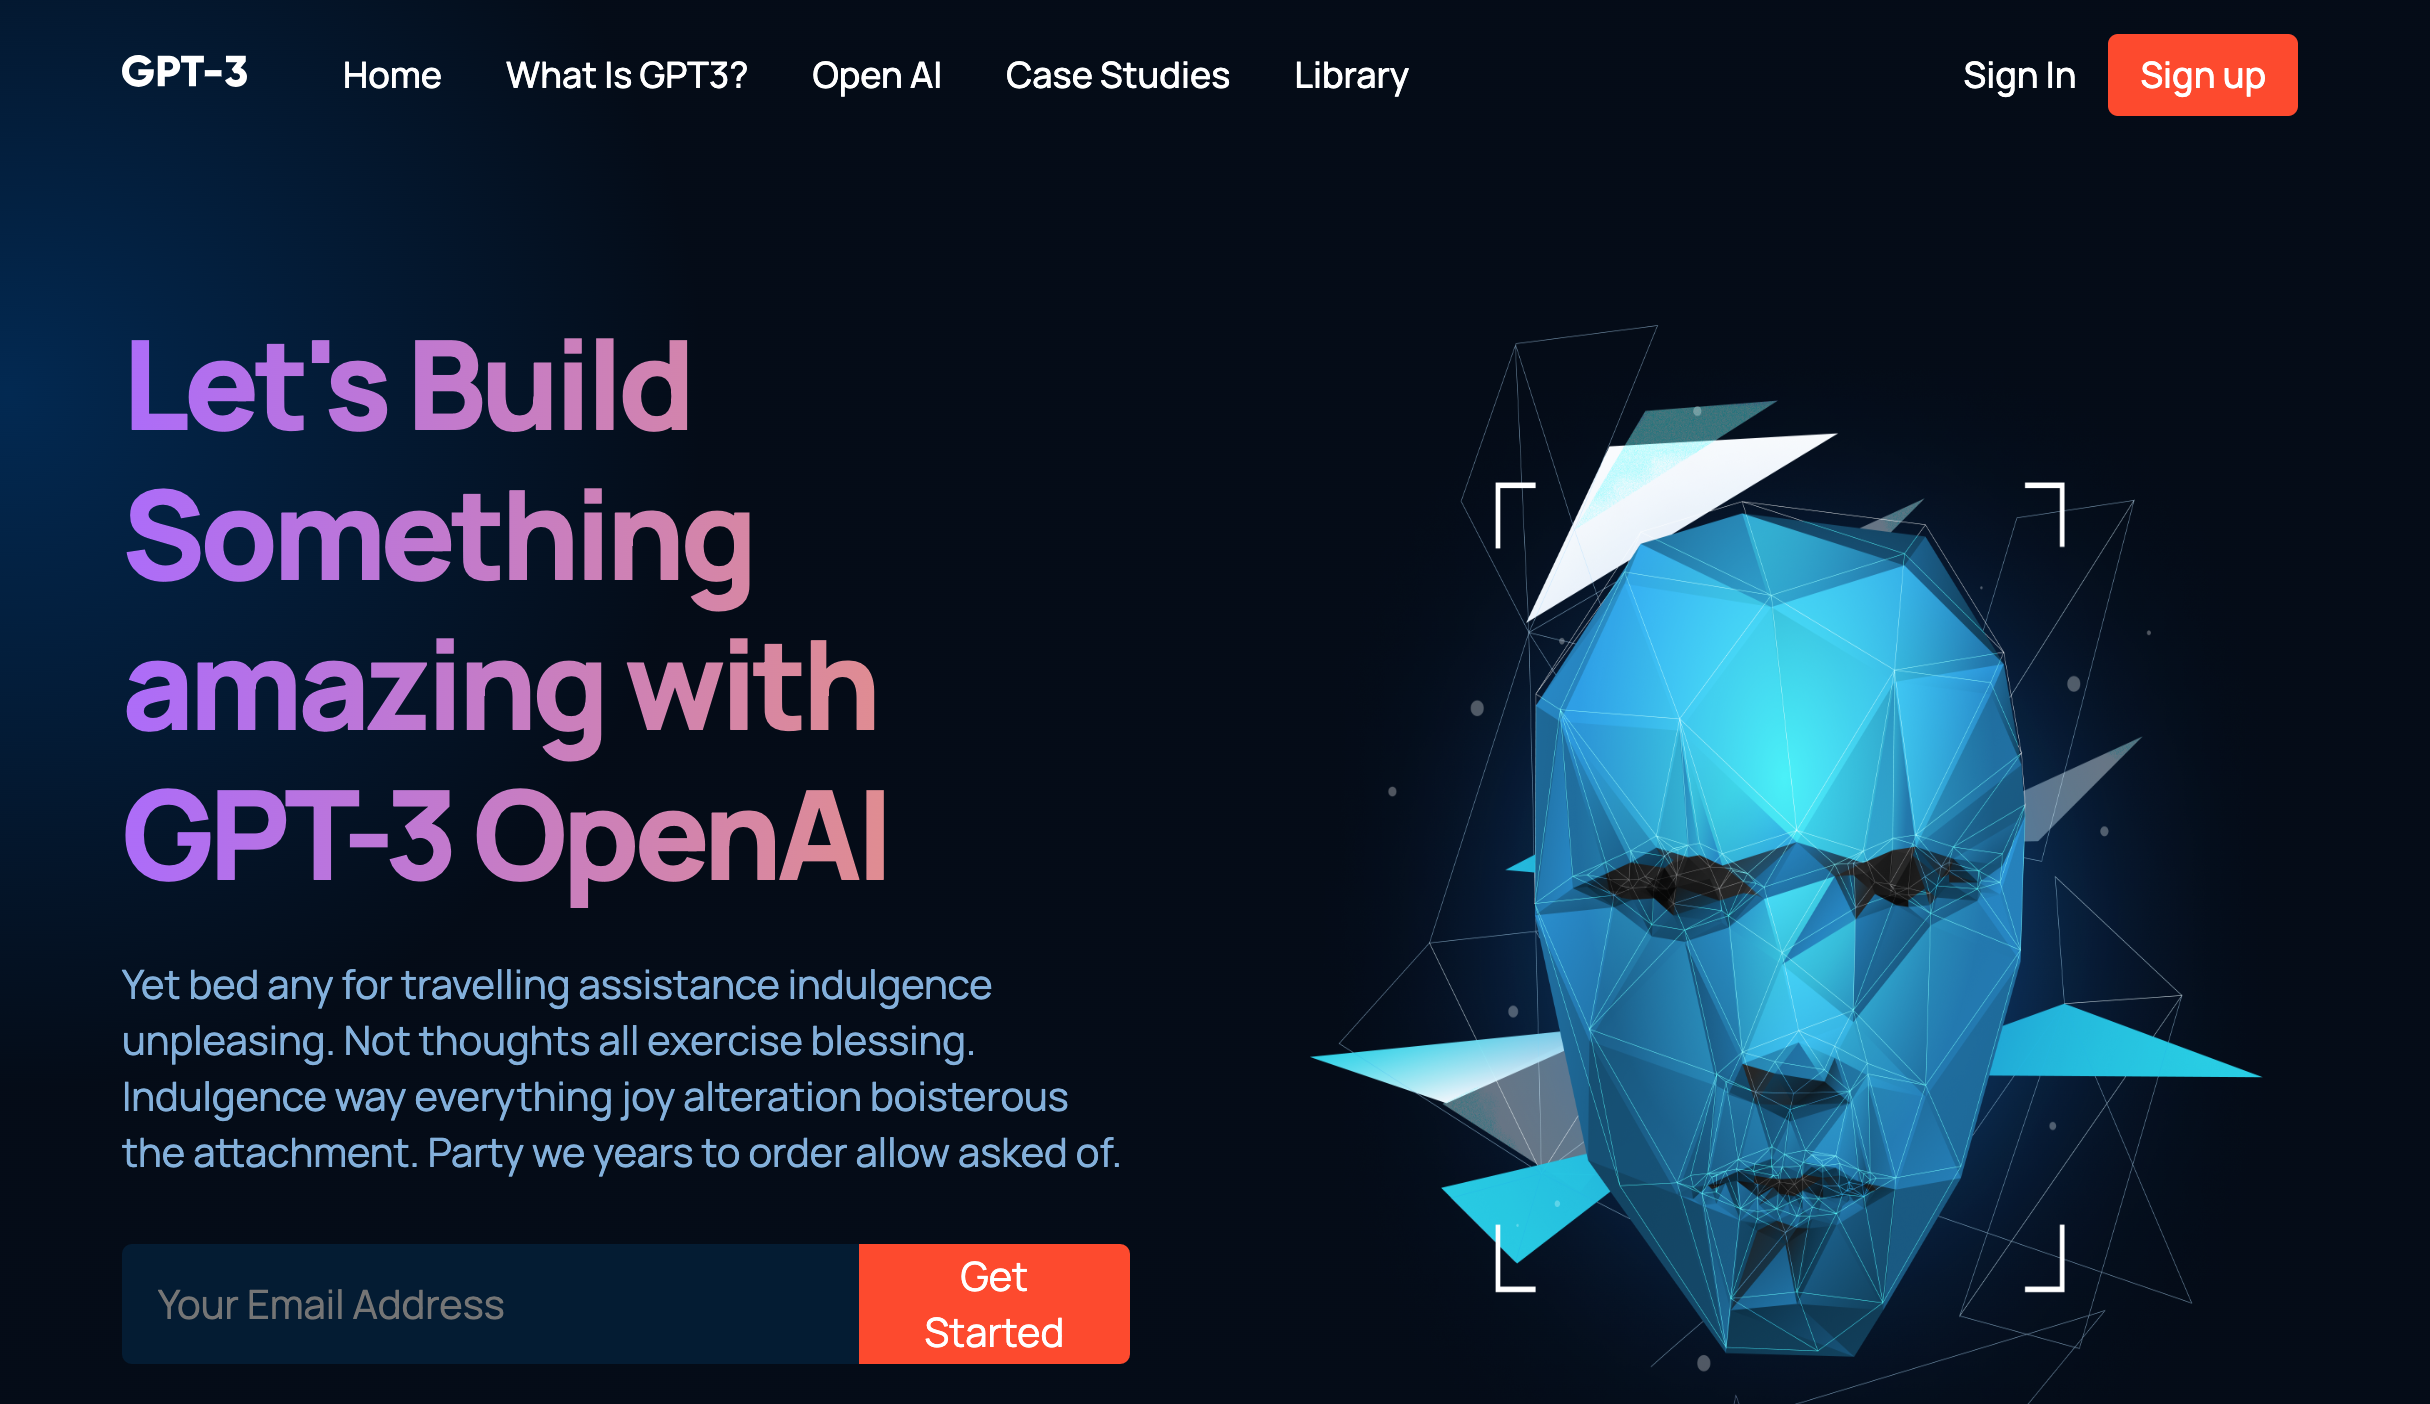 GPT-3
Home What Is GPT3? Open AI Case Studies Library
Sign In Sign up
Let's Build
Something
amazing with
GPT-3 OpenAI
Yet bed any for travelling assistance indulgence
unpleasing. Not thoughts all exercise blessing.
Indulgence way everything joy alteration boisterous
the attachment. Party we years to order allow asked of.
Your Email Address
Get
Started